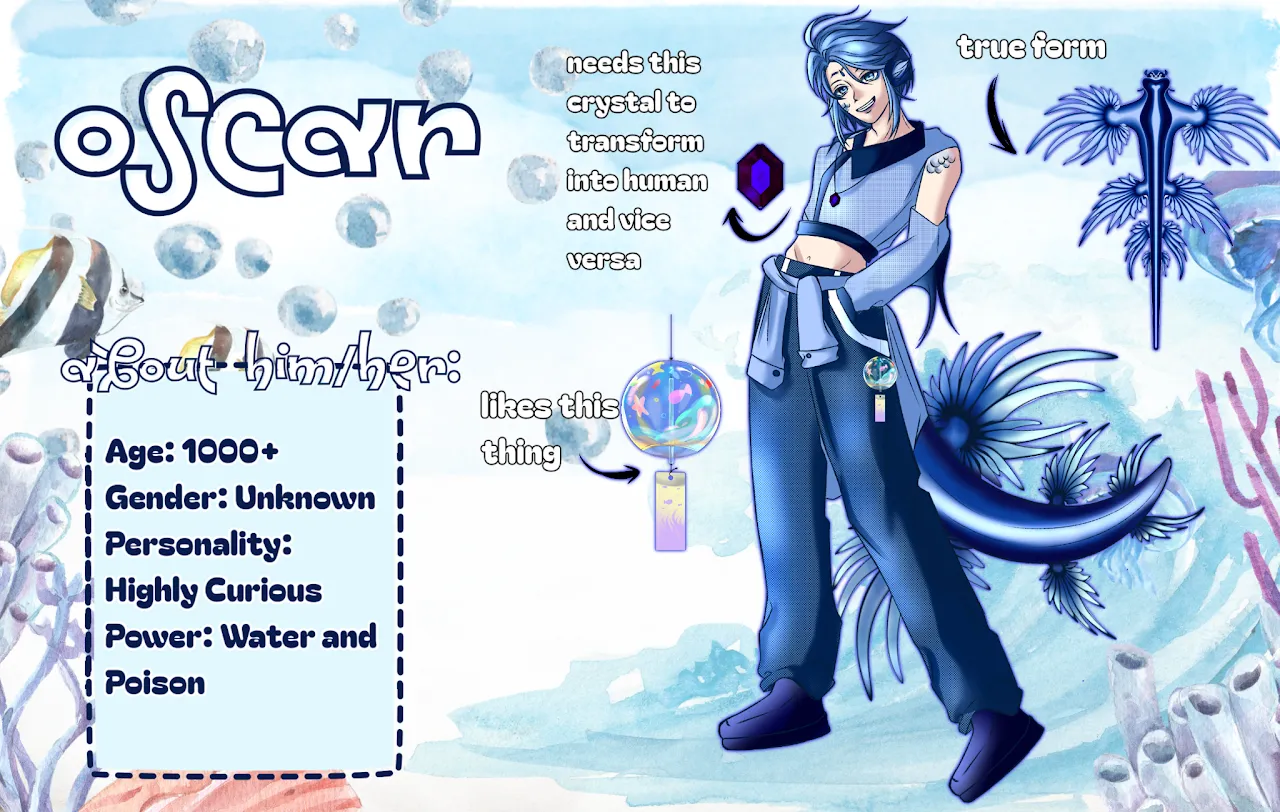 oscar
needs this
crystal to
transform
into human
and vice
versa
true form
about him/her:
Age: 1000+
Gender: Unknown
Personality:
Highly Curious
Power: Water and
Poison
likes this
thing